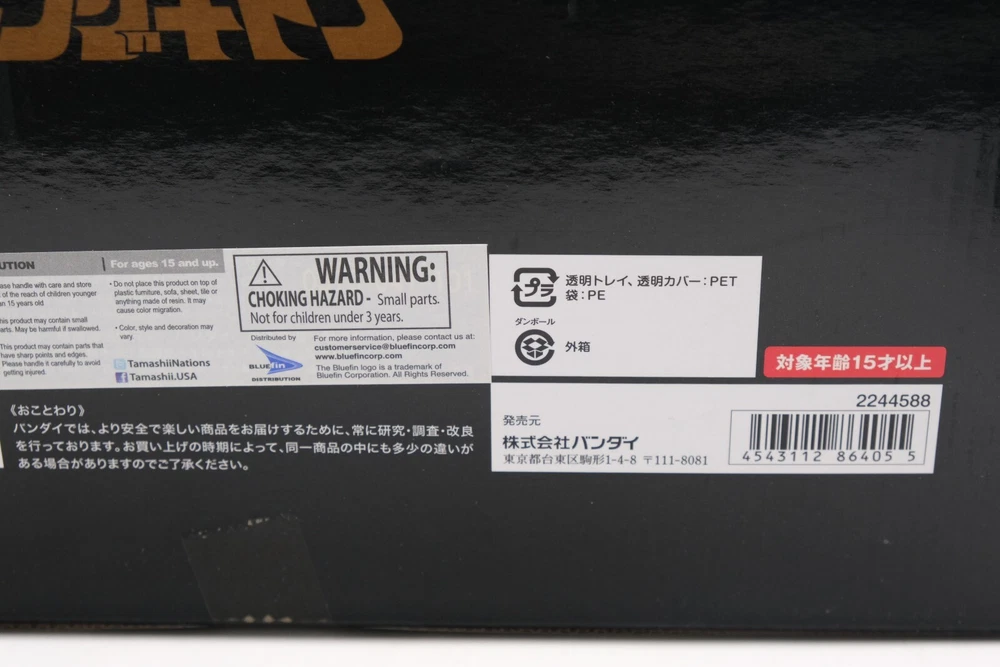 UTION
For ages 15 and up.
ase handle with care and store
of the reach of children younger
n 15 years old.
his product may contain small
arts. May be harmful if swallowed.
This product may contain parts that
have sharp points and edges.
Please handle it carefully to avoid
getting injured.
・Do not place this product on top of
plastic furniture, sofa, sheet, tile or
anything made of resin. It may
cause color migration.
・Color, style and decoration may
vary.
TamashiiNations
Tamashii.USA
WARNING:
CHOKING HAZARD - Small parts.
Not for children under 3 years.
Distributed by
BLUEfin
DISTRIBUTION
For more information, please contact us at:
customerservice@bluefincorp.com
www.bluefincorp.com
The Bluefin logo is a trademark of
Bluefin Corporation. All Rights Reserved.
プラ
透明トレイ、透明カバー:PET
袋:PE
ダンボール
外箱
対象年齢15才以上
《おことわり》
バンダイでは、より安全で楽しい商品をお届けするために、常に研究・調査・改良
を行っております。お買い上げの時期によって、同一商品の中にも多少の違いが
ある場合がありますのでご了承ください。
発売元
株式会社バンダイ
東京都台東区駒形1-4-8 〒111-8081
2244588
4543112 86405 5